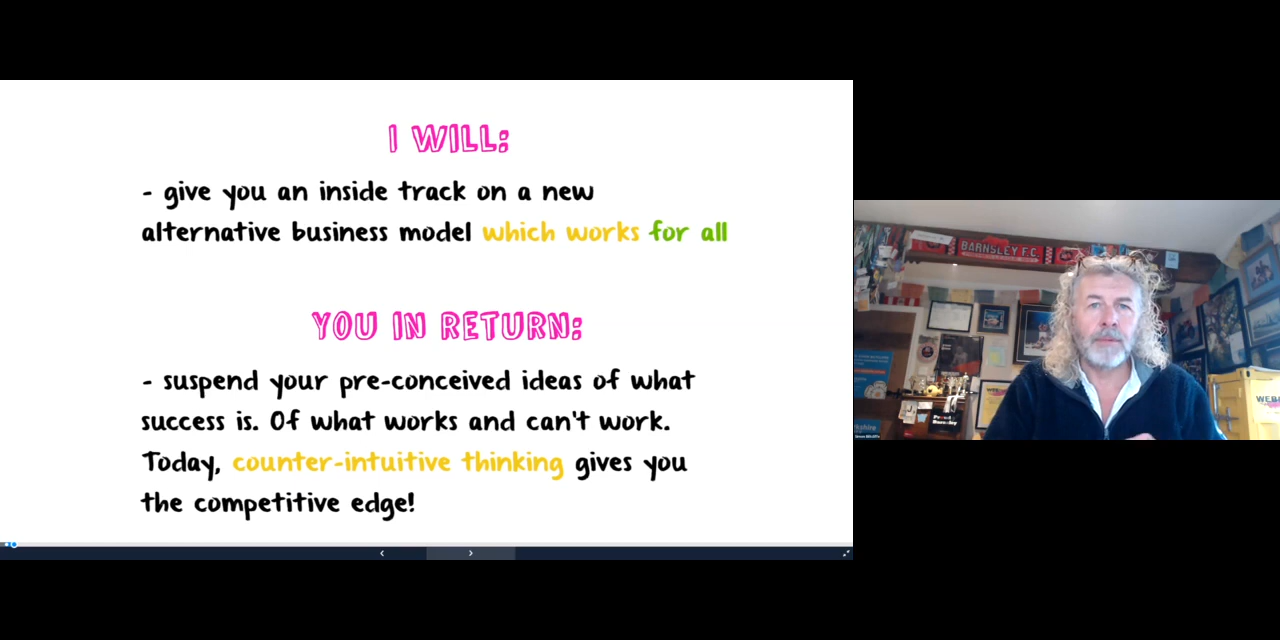 I WILL:
- give you an inside track on a new
alternative business model which works for all
YOU IN RETURN:
- suspend your pre-conceived ideas of what
success is. Of what works and can't work.
Today, counter-intuitive thinking gives you
the competitive edge!
BARNSLEY F.C.